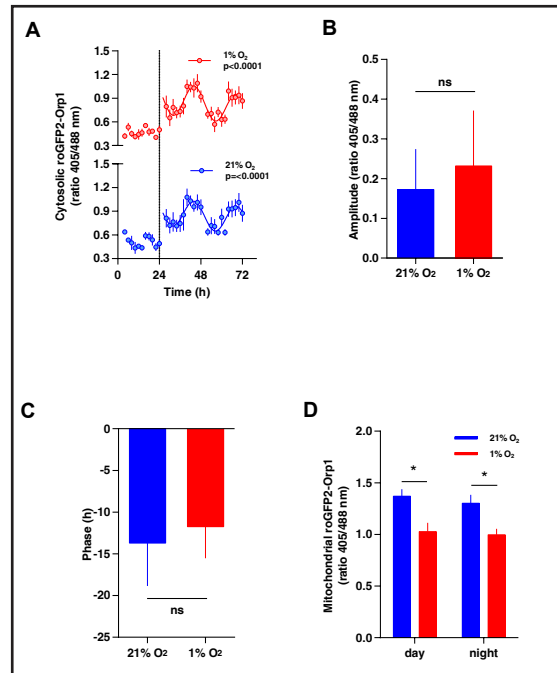 A
Cytosolic roGFP2-Orp1
(ratio 405/488 nm)
1% O2
p<0.0001
1.5
1.2
0.9
0.6
0.3
21% O2
p=<0.0001
1.5
1.2
0.9
0.6
0.3
0
24
48
72
Time (h)
B
Amplitude (ratio 405/488 nm)
0.5
0.4
0.3
0.2
0.1
0.0
ns
21% O2
1% O2
C
Phase (h)
0
-5
-10
-15
-20
-25
ns
21% O2
1% O2
D
Mitochondrial roGFP2-Orp1
(ratio 405/488 nm)
21% O2
1% O2
2.0
1.5
1.0
0.5
0.0
*
*
day
night